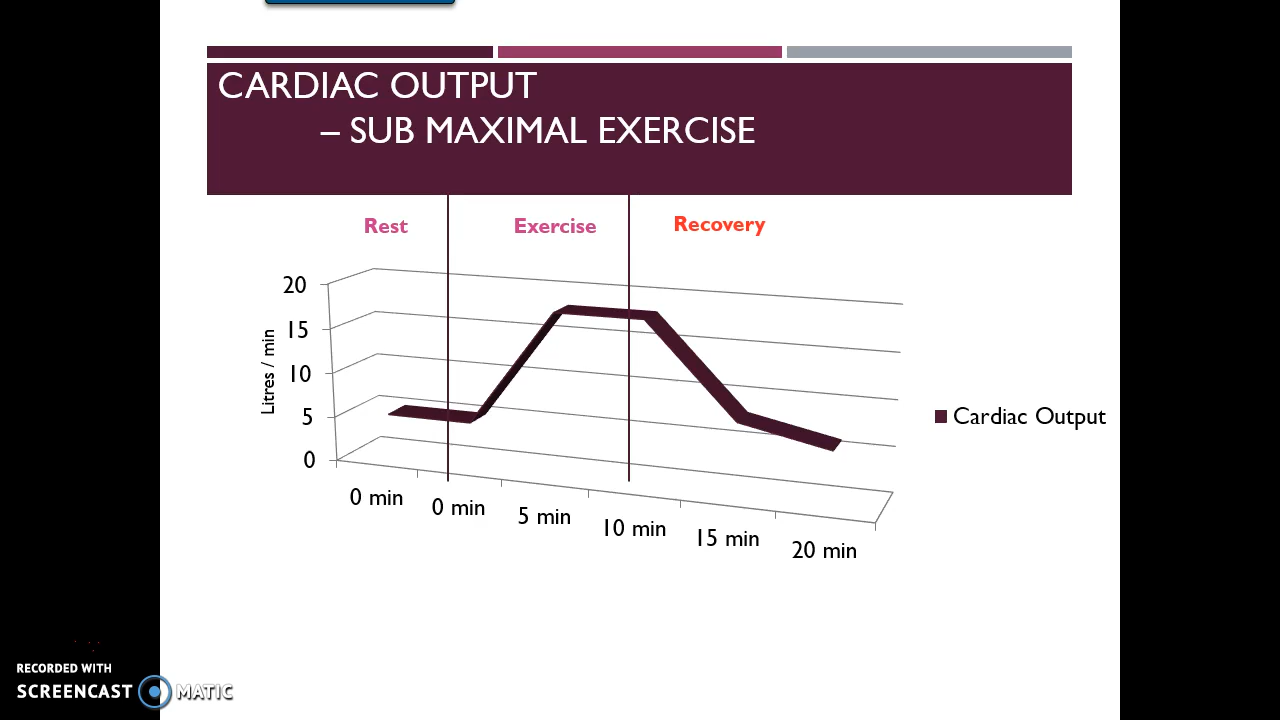 CARDIAC OUTPUT
– SUB MAXIMAL EXERCISE
Rest
Exercise
Recovery
20
15
10
5
0
Litres / min
0 min
0 min
5 min
10 min
15 min
20 min
Cardiac Output
RECORDED WITH
SCREENCAST MATIC